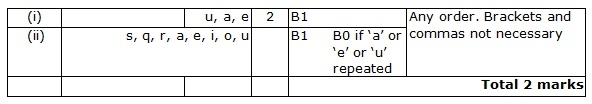 (i) u, a, e 2 B1 Any order. Brackets and
commas not necessary
(ii) s, q, r, a, e, i, o, u B1 B0 if ‘a’ or
‘e’ or ‘u’
repeated
Total 2 marks